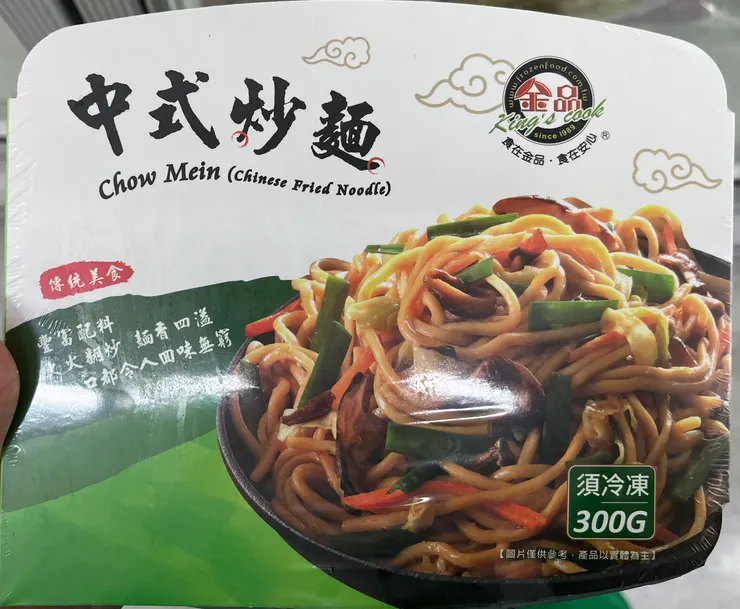 中式炒麵
Chow Mein (Chinese Fried Noodle)
www.frozenfood.com.tw
金品
King's cook
since 1989
食在金品·食在安心®
傳統美食
豐富配料 麵香四溢
火翻炒
口都令人回味無窮
須冷凍
300G
【圖片僅供參考·產品以實體為主】